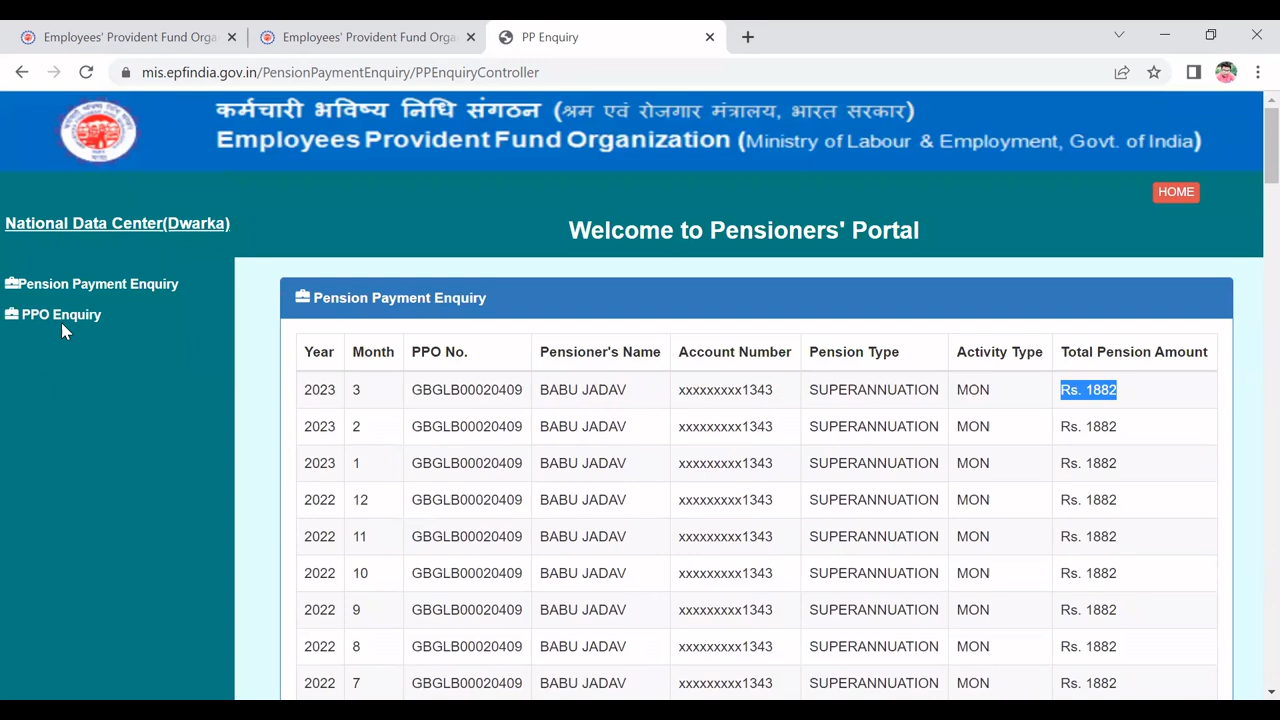 Employees' Provident Fund Orga
Employees' Provident Fund Orga
PP Enquiry
mis.epfindia.gov.in/PensionPaymentEnquiry/PPEnquiryController
कर्मचारी भविष्य निधि संगठन (श्रम एवं रोजगार मंत्रालय, भारत सरकार)
Employees Provident Fund Organization (Ministry of Labour & Employment, Govt. of India)
HOME
National Data Center(Dwarka)
Welcome to Pensioners' Portal
Pension Payment Enquiry
PPO Enquiry
Pension Payment Enquiry
Year Month PPO No. Pensioner's Name Account Number Pension Type Activity Type Total Pension Amount
2023 3 GBGLB00020409 BABU JADAV xxxxxxxxx1343 SUPERANNUATION MON Rs. 1882
2023 2 GBGLB00020409 BABU JADAV xxxxxxxxx1343 SUPERANNUATION MON Rs. 1882
2023 1 GBGLB00020409 BABU JADAV xxxxxxxxx1343 SUPERANNUATION MON Rs. 1882
2022 12 GBGLB00020409 BABU JADAV xxxxxxxxx1343 SUPERANNUATION MON Rs. 1882
2022 11 GBGLB00020409 BABU JADAV xxxxxxxxx1343 SUPERANNUATION MON Rs. 1882
2022 10 GBGLB00020409 BABU JADAV xxxxxxxxx1343 SUPERANNUATION MON Rs. 1882
2022 9 GBGLB00020409 BABU JADAV xxxxxxxxx1343 SUPERANNUATION MON Rs. 1882
2022 8 GBGLB00020409 BABU JADAV xxxxxxxxx1343 SUPERANNUATION MON Rs. 1882
2022 7 GBGLB00020409 BABU JADAV xxxxxxxxx1343 SUPERANNUATION MON Rs. 1882